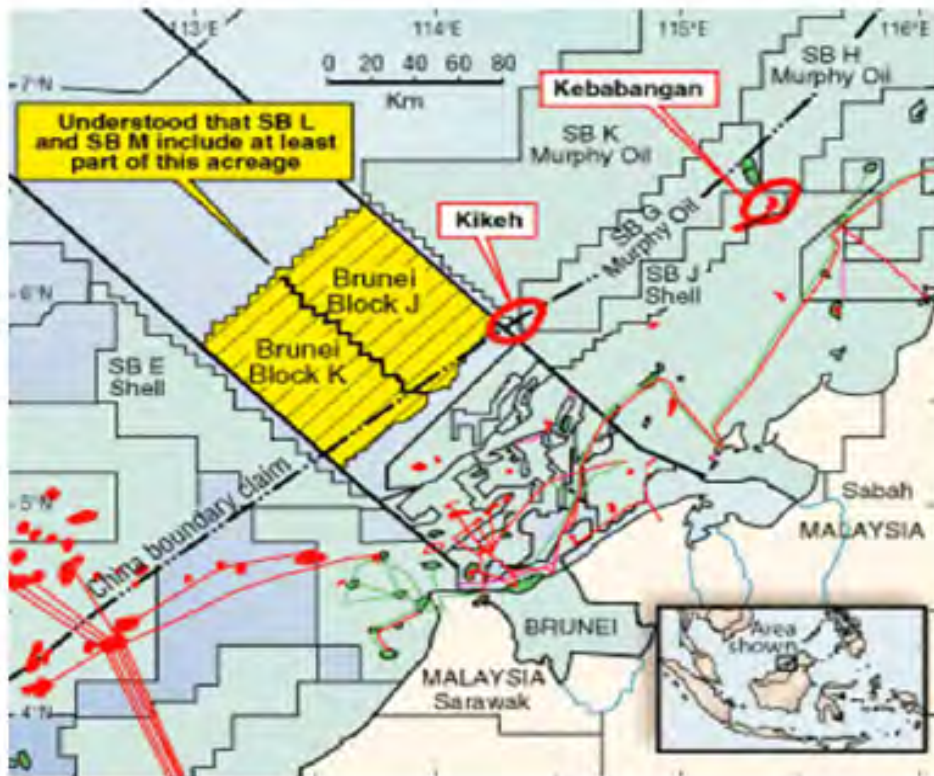 113°E
114°E
115°E
116°E
0 20 40 60 80
Km
7°N
SB H
Murphy Oil
Kebabangan
Understood that SB L
and SB M include at least
part of this acreage
SB K
Murphy Oil
Kikeh
SB G
Murphy Oil
SB J
Shell
6°N
Brunei
Block J
Brunei
Block K
SB E
Shell
5°N
China boundary claim
Sabah
MALAYSIA
BRUNEI
MALAYSIA
Sarawak
4°N
Area
shown